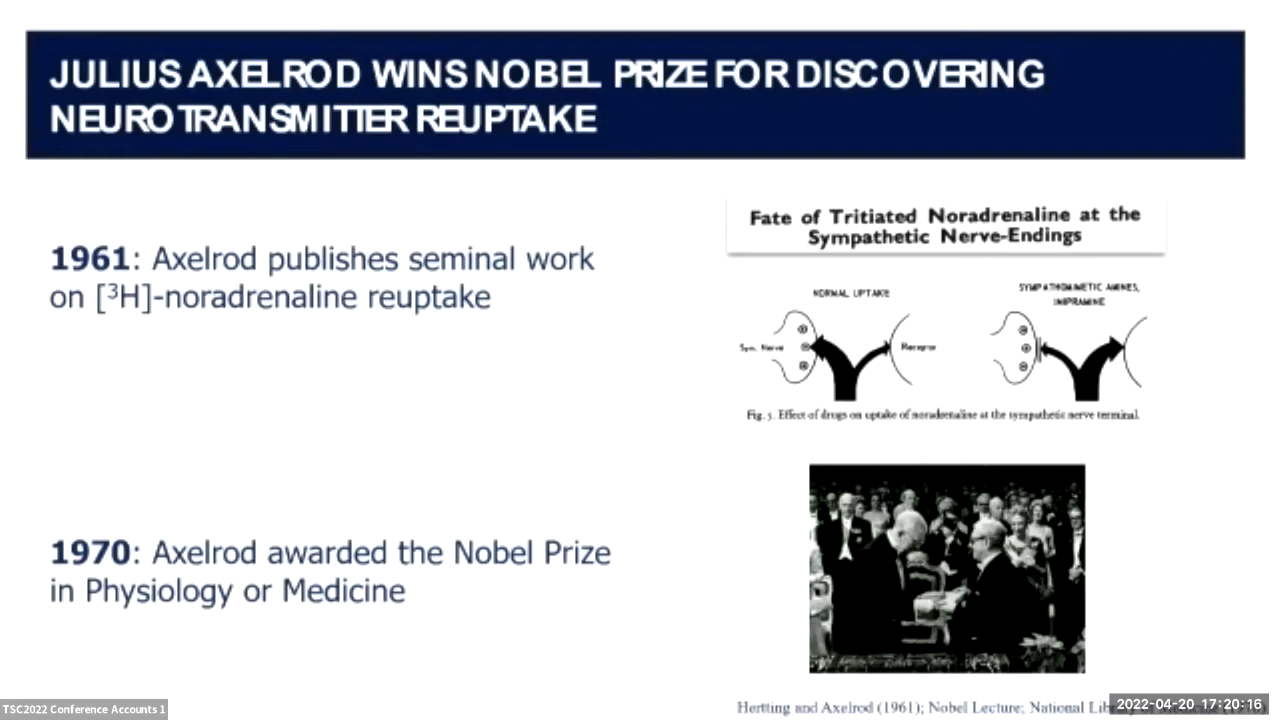 JULIUS AXELROD WINS NOBEL PRIZE FOR DISCOVERING
NEUROTRANSMITTER REUPTAKE
1961: Axelrod publishes seminal work
on [³H]-noradrenaline reuptake
Fate of Tritiated Noradrenaline at the
Sympathetic Nerve-Endings
NORMAL UPTAKE
SYMPATHOMIMETIC AMINES,
IMIPRAMINE
Sym. Nerve
Receptor
Fig. 5. Effect of drugs on uptake of noradrenaline at the sympathetic nerve terminal.
1970: Axelrod awarded the Nobel Prize
in Physiology or Medicine
Hertting and Axelrod (1961); Nobel Lecture; National
TSC2022 Conference Accounts 1
2022-04-20 17:20:16